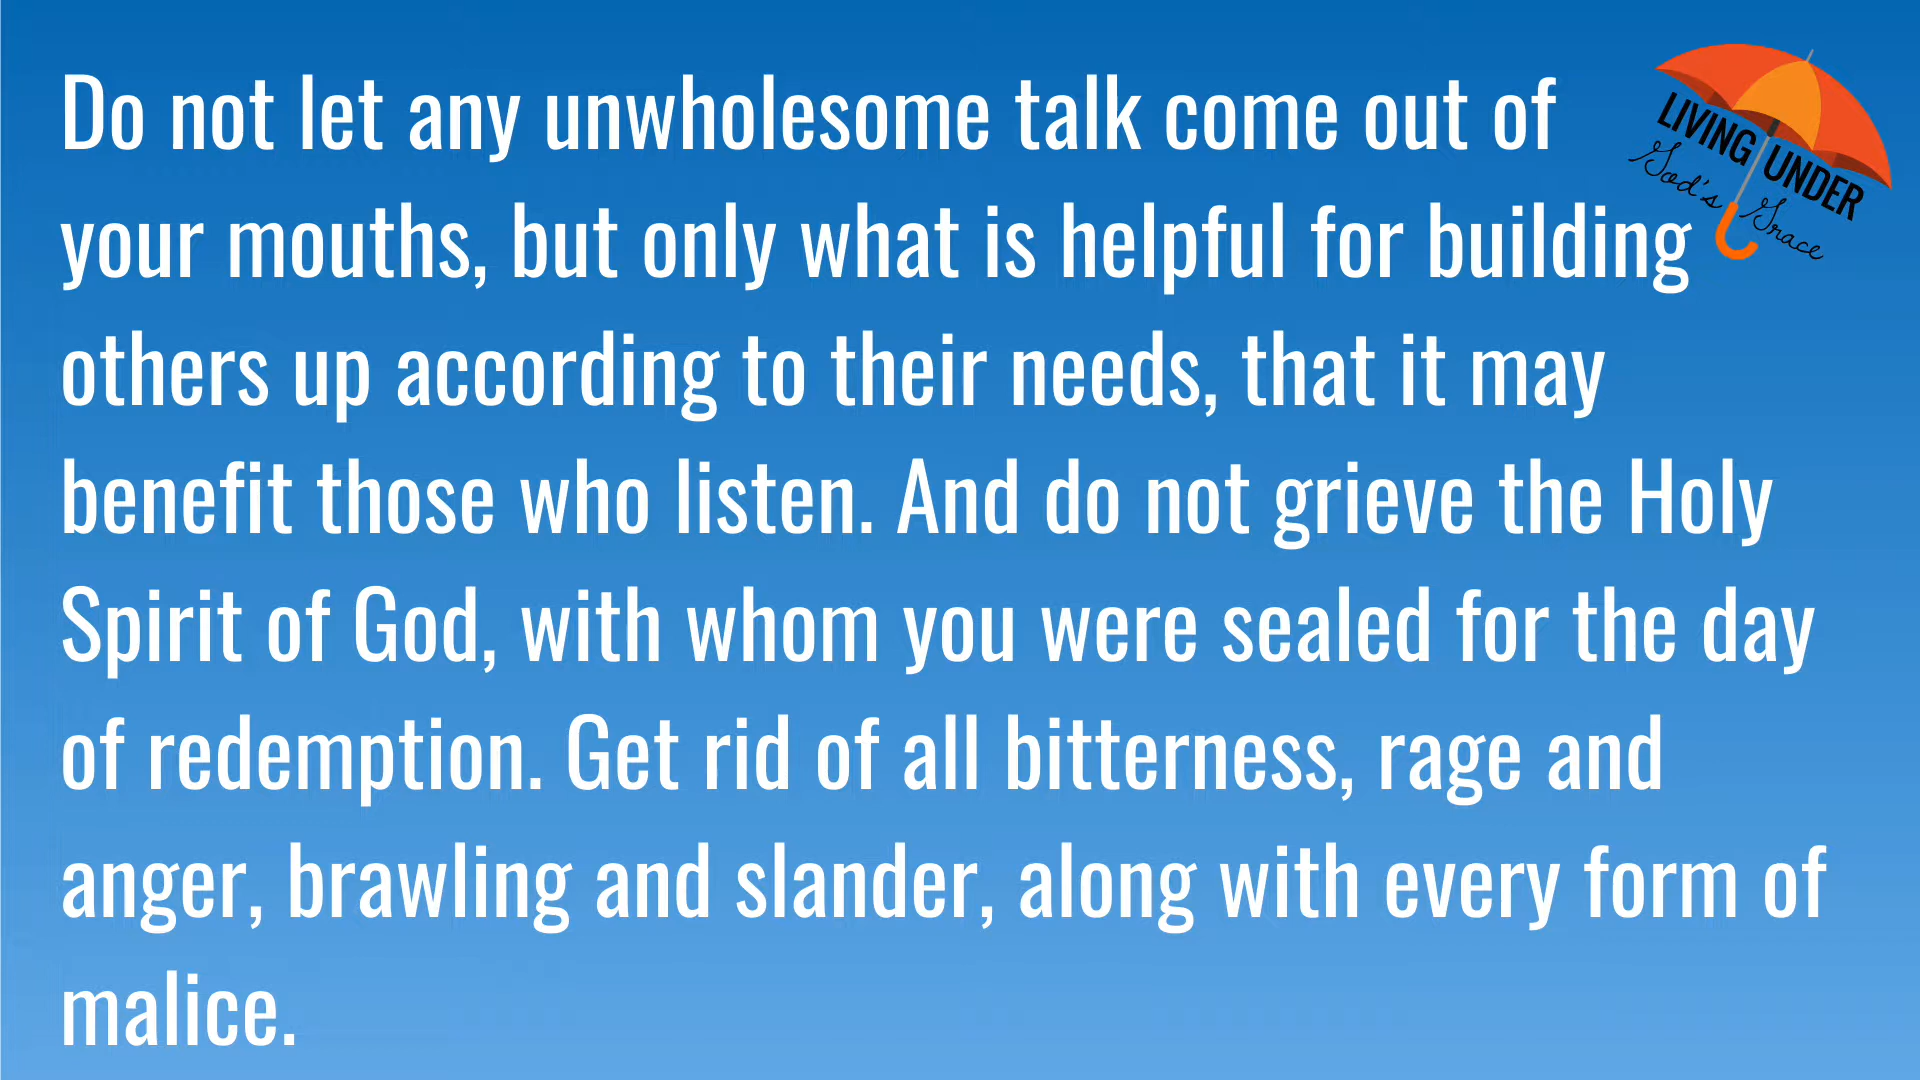 Do not let any unwholesome talk come out of
your mouths, but only what is helpful for building
others up according to their needs, that it may
benefit those who listen. And do not grieve the Holy
Spirit of God, with whom you were sealed for the day
of redemption. Get rid of all bitterness, rage and
anger, brawling and slander, along with every form of
malice.
LIVING UNDER
God's Grace